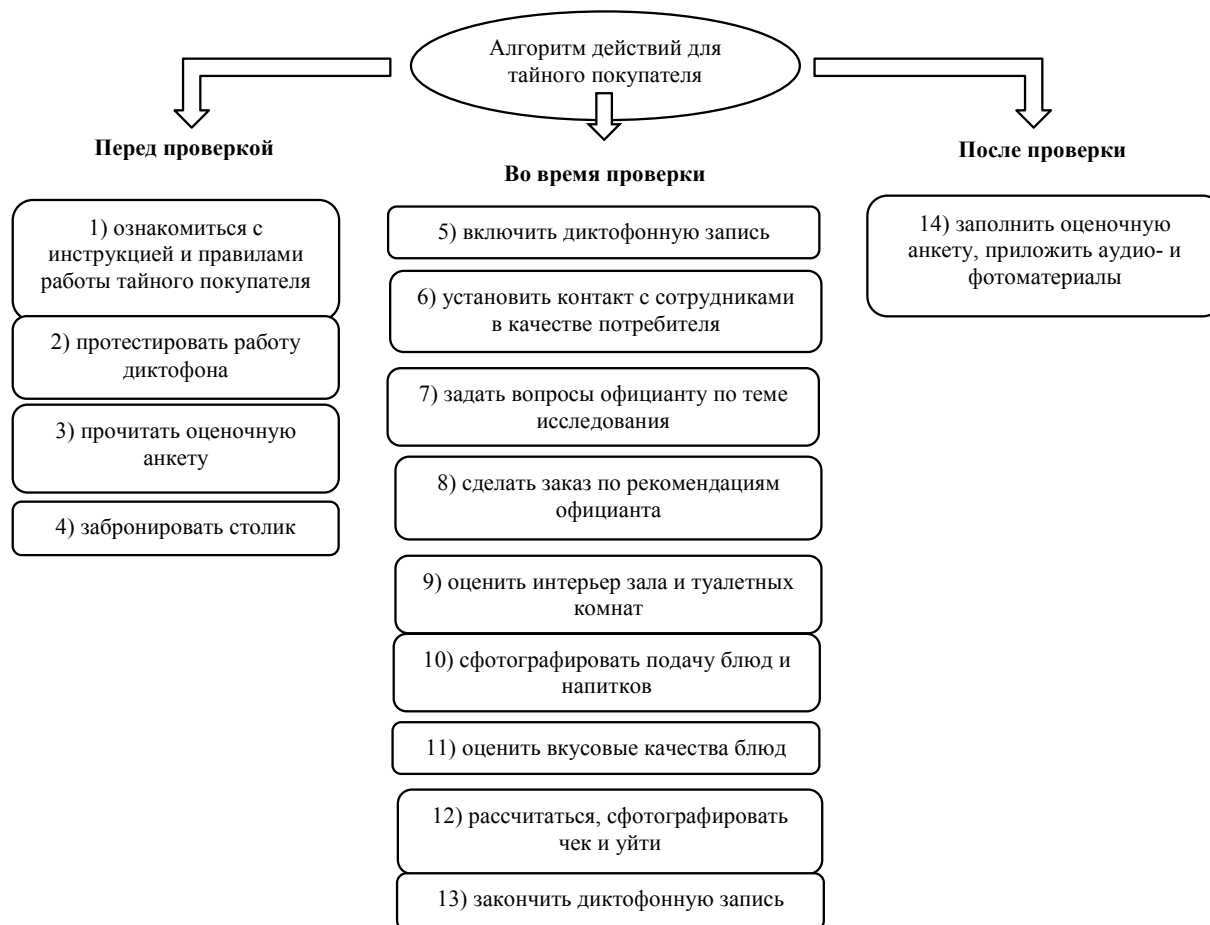 Алгоритм действий для
тайного покупателя
Перед проверкой
1) ознакомиться с
инструкцией и правилами
работы тайного покупателя
2) протестировать работу
диктофона
3) прочитать оценочную
анкету
4) забронировать столик
Во время проверки
5) включить диктофонную запись
6) установить контакт с сотрудниками
в качестве потребителя
7) задать вопросы официанту по теме
исследования
8) сделать заказ по рекомендациям
официанта
9) оценить интерьер зала и туалетных
комнат
10) сфотографировать подачу блюд и
напитков
11) оценить вкусовые качества блюд
12) рассчитаться, сфотографировать
чек и уйти
13) закончить диктофонную запись
После проверки
14) заполнить оценочную
анкету, приложить аудио- и
фотоматериалы